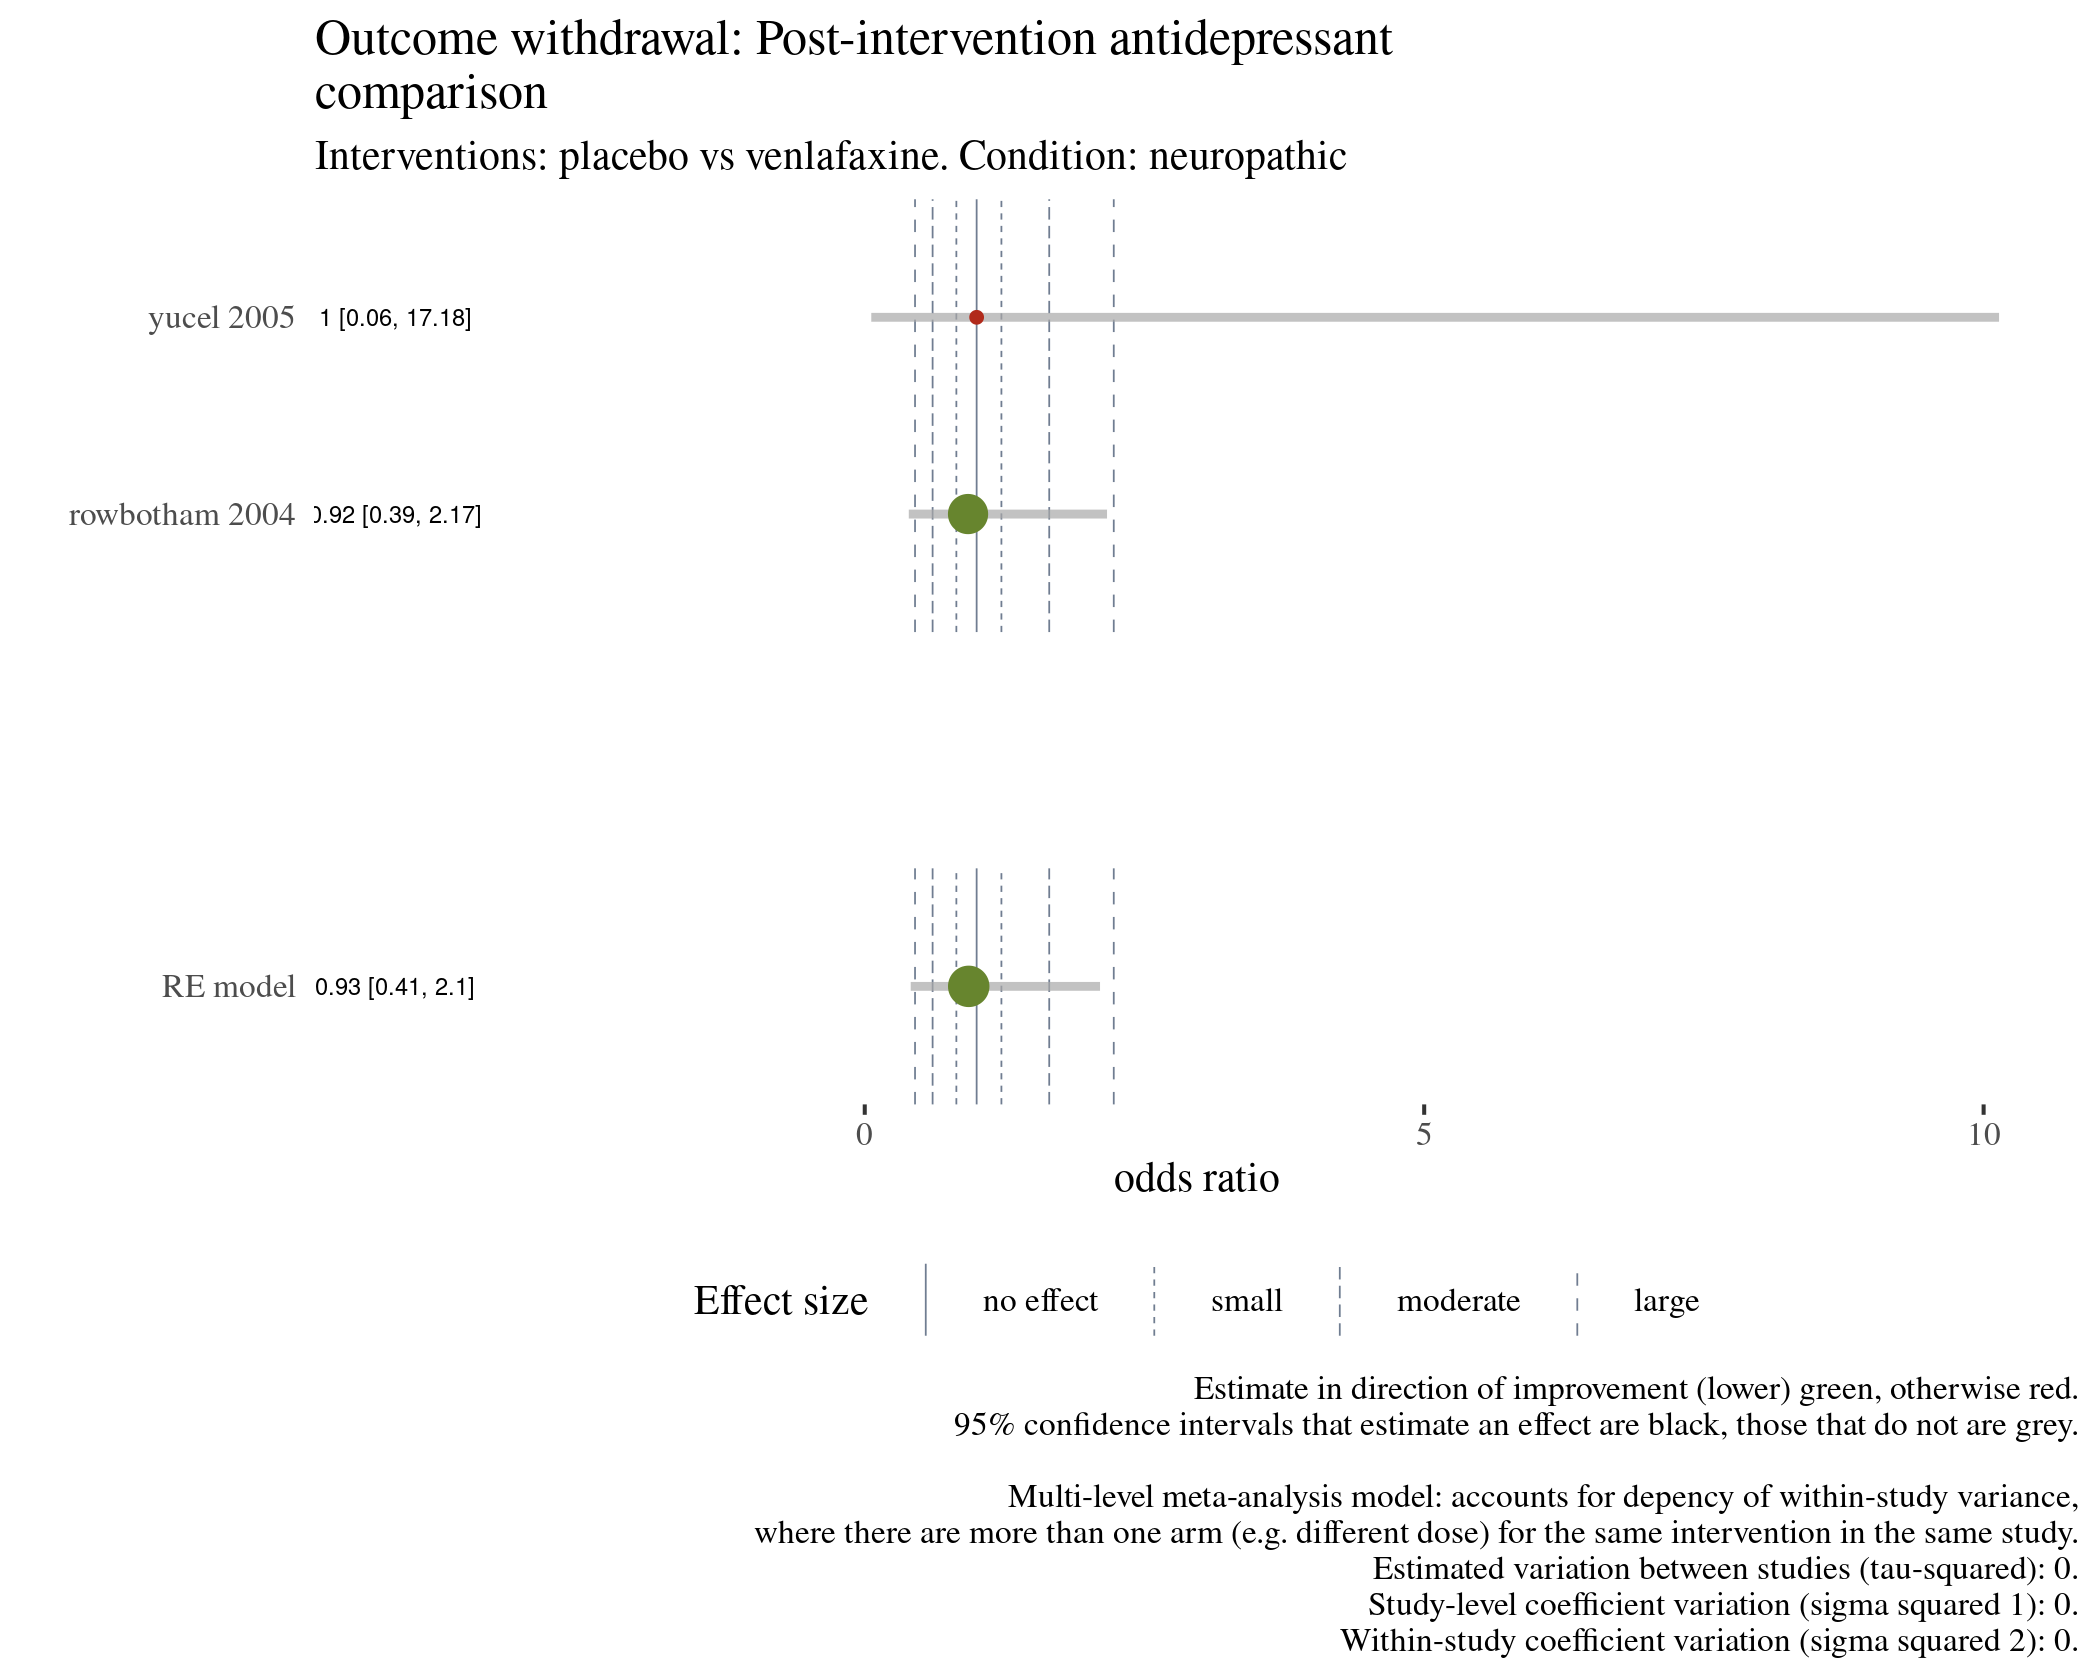 Outcome withdrawal: Post-intervention antidepressant
comparison
Interventions: placebo vs venlafaxine. Condition: neuropathic
yucel 2005 1 [0.06, 17.18]
rowbotham 2004 0.92 [0.39, 2.17]
RE model 0.93 [0.41, 2.1]
0 5 10
odds ratio
Effect size no effect small moderate large
Estimate in direction of improvement (lower) green, otherwise red.
95% confidence intervals that estimate an effect are black, those that do not are grey.
Multi-level meta-analysis model: accounts for depency of within-study variance,
where there are more than one arm (e.g. different dose) for the same intervention in the same study.
Estimated variation between studies (tau-squared): 0.
Study-level coefficient variation (sigma squared 1): 0.
Within-study coefficient variation (sigma squared 2): 0.